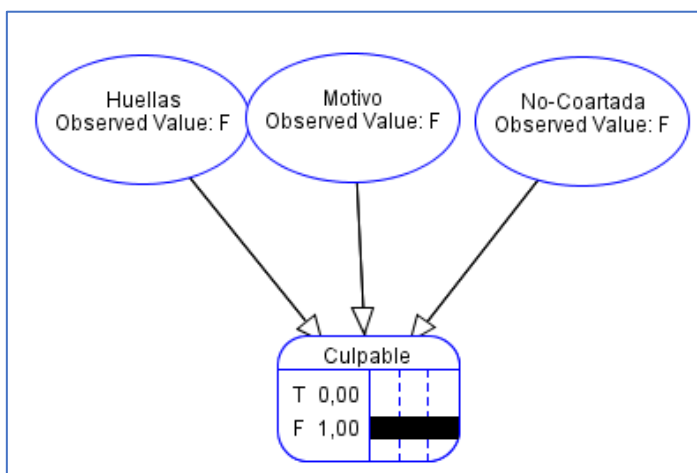 Huellas
Observed Value: F
Motivo
Observed Value: F
No-Coartada
Observed Value: F
Culpable
T 0,00
F 1,00